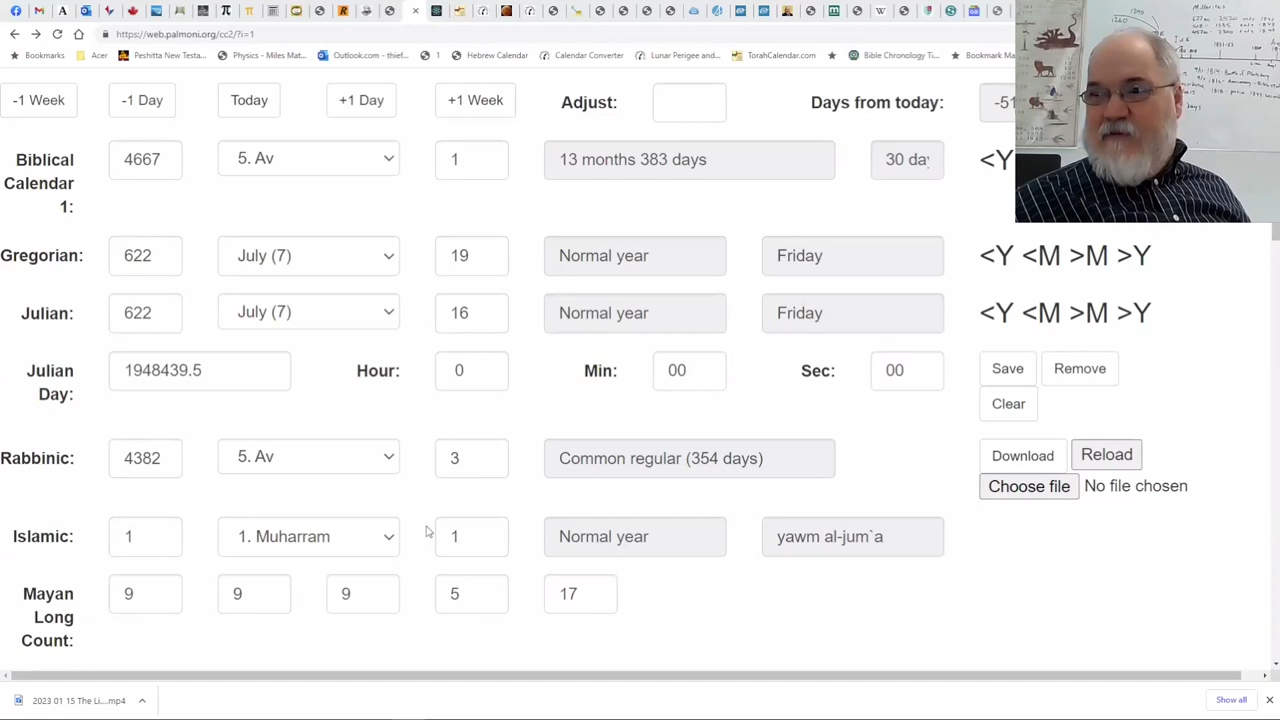 https://web.palmoni.org/cc2/?i=1
Bookmarks Acer Peshitta New Testa... Physics - Miles Mat... Outlook.com - thief... 1 Hebrew Calendar Calendar Converter Lunar Perigee and... TorahCalendar.com Bible Chronology Ti... Bookmark Ma
-1 Week -1 Day Today +1 Day +1 Week Adjust: Days from today: -51
Biblical Calendar 1: 4667 5. Av 1 13 months 383 days 30 day <Y
Gregorian: 622 July (7) 19 Normal year Friday <Y <M >M >Y
Julian: 622 July (7) 16 Normal year Friday <Y <M >M >Y
Julian Day: 1948439.5 Hour: 0 Min: 00 Sec: 00 Save Remove
Clear
Rabbinic: 4382 5. Av 3 Common regular (354 days) Download Reload
Choose file No file chosen
Islamic: 1 1. Muharram 1 Normal year yawm al-jum`a
Mayan Long Count: 9 9 9 5 17
2023 01 15 The Li....mp4 Show all